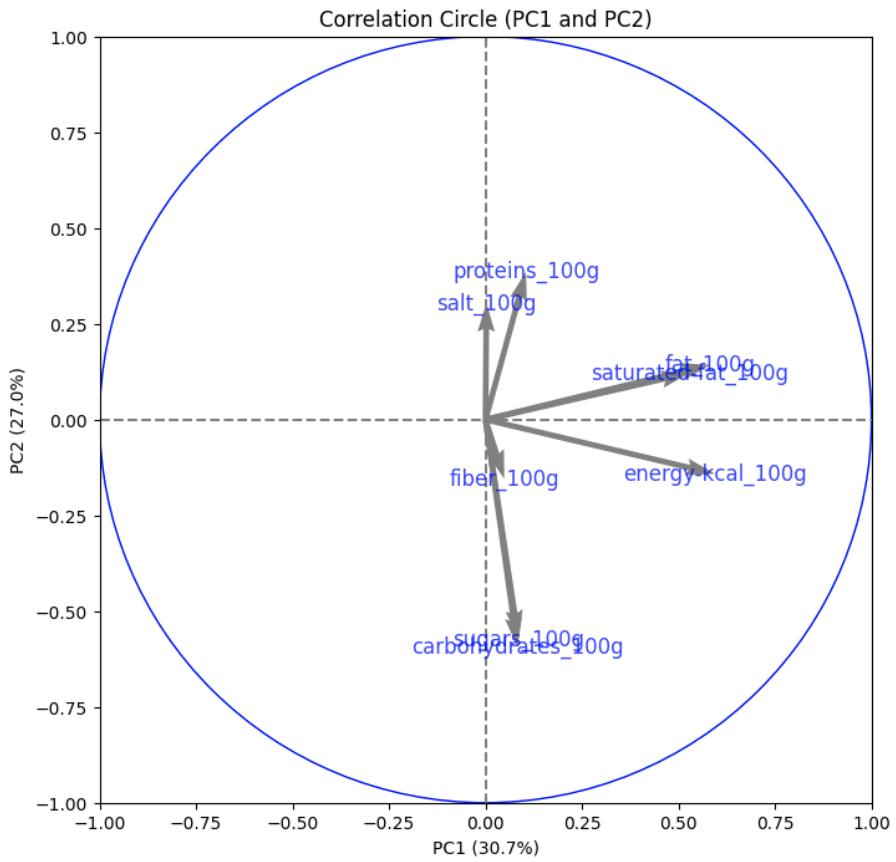 Correlation Circle (PC1 and PC2)
1.00
0.75
0.50
0.25
0.00
−0.25
−0.50
−0.75
−1.00
PC2 (27.0%)
proteins_100g
salt_100g
fat_100g
saturated-fat_100g
energy-kcal_100g
fiber_100g
sugars_100g
carbohydrates_100g
−1.00 −0.75 −0.50 −0.25 0.00 0.25 0.50 0.75 1.00
PC1 (30.7%)